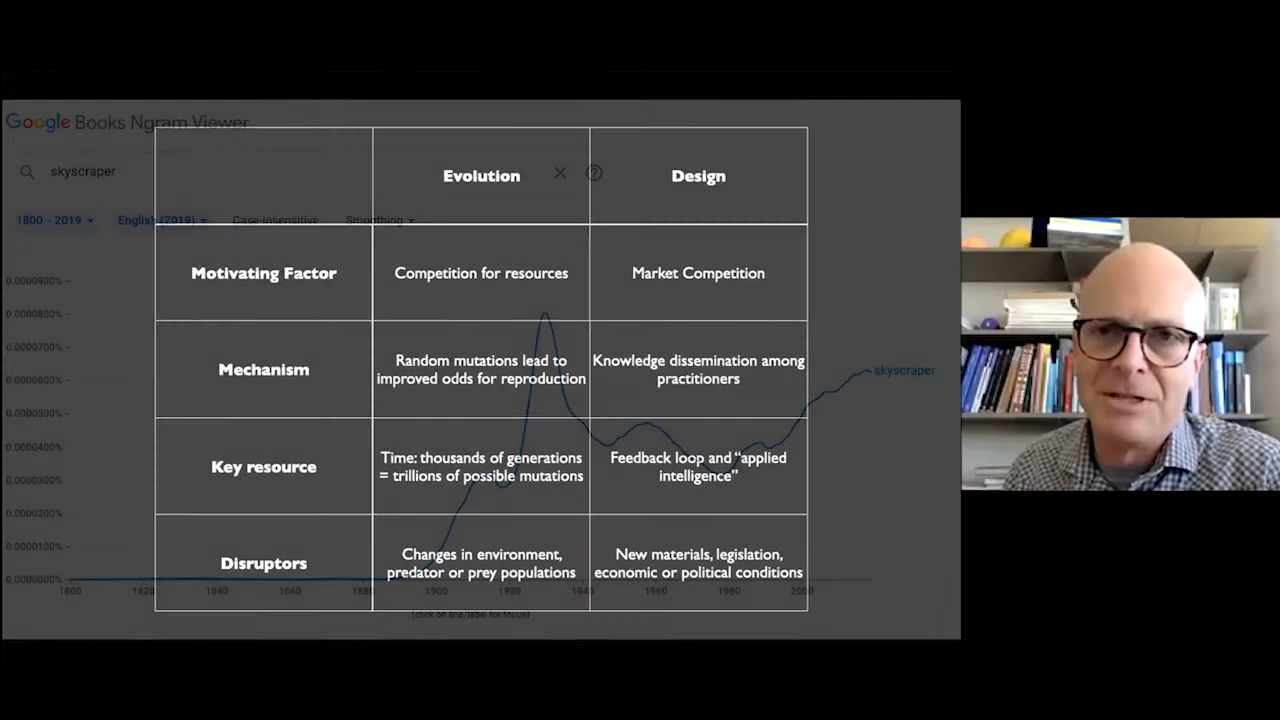 Google Books Ngram Viewer
skyscraper
1800 - 2019
English (2019)
Case-Insensitive
Smoothing
Evolution
Design
Motivating Factor
Competition for resources
Market Competition
Mechanism
Random mutations lead to
improved odds for reproduction
Knowledge dissemination among
practitioners
Key resource
Time: thousands of generations
= trillions of possible mutations
Feedback loop and “applied
intelligence”
Disruptors
Changes in environment,
predator or prey populations
New materials, legislation,
economic or political conditions
0.0000900%
0.0000800%
0.0000700%
0.0000600%
0.0000500%
0.0000400%
0.0000300%
0.0000200%
0.0000100%
0.0000000%
skyscraper
1800
1820
1840
1860
1880
1900
1920
1940
1960
1980
2000
(click on line/label for focus)